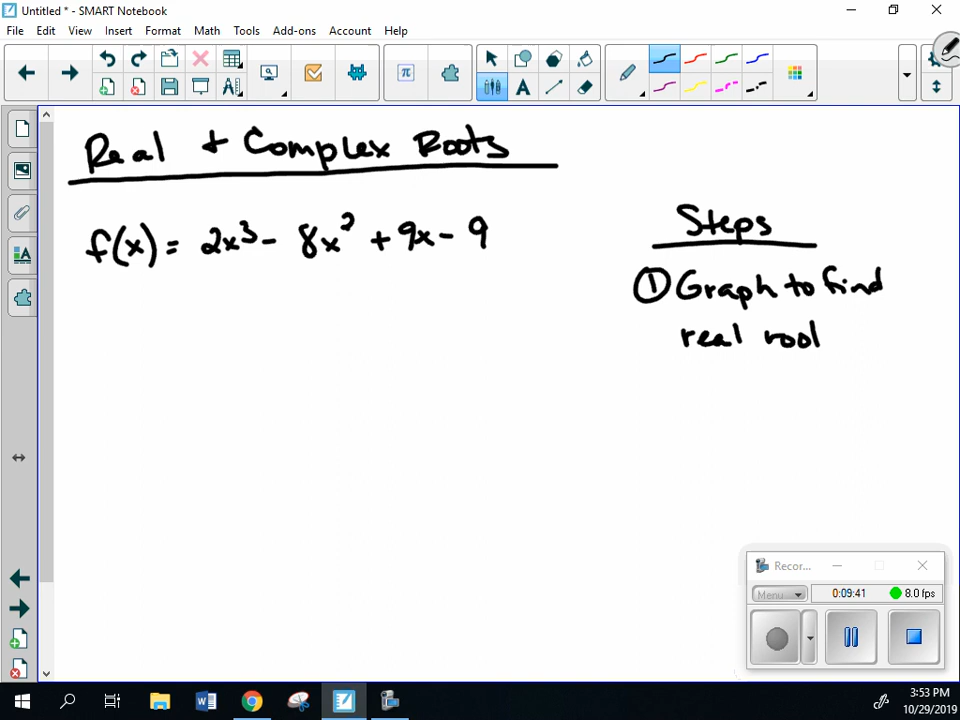 Untitled * - SMART Notebook
File Edit View Insert Format Math Tools Add-ons Account Help
Real + Complex Roots
f(x) = 2x³ - 8x² + 9x - 9
Steps
① Graph to find
real rool
Recor...
Menu
0:09:41
8.0 fps
3:53 PM
10/29/2019